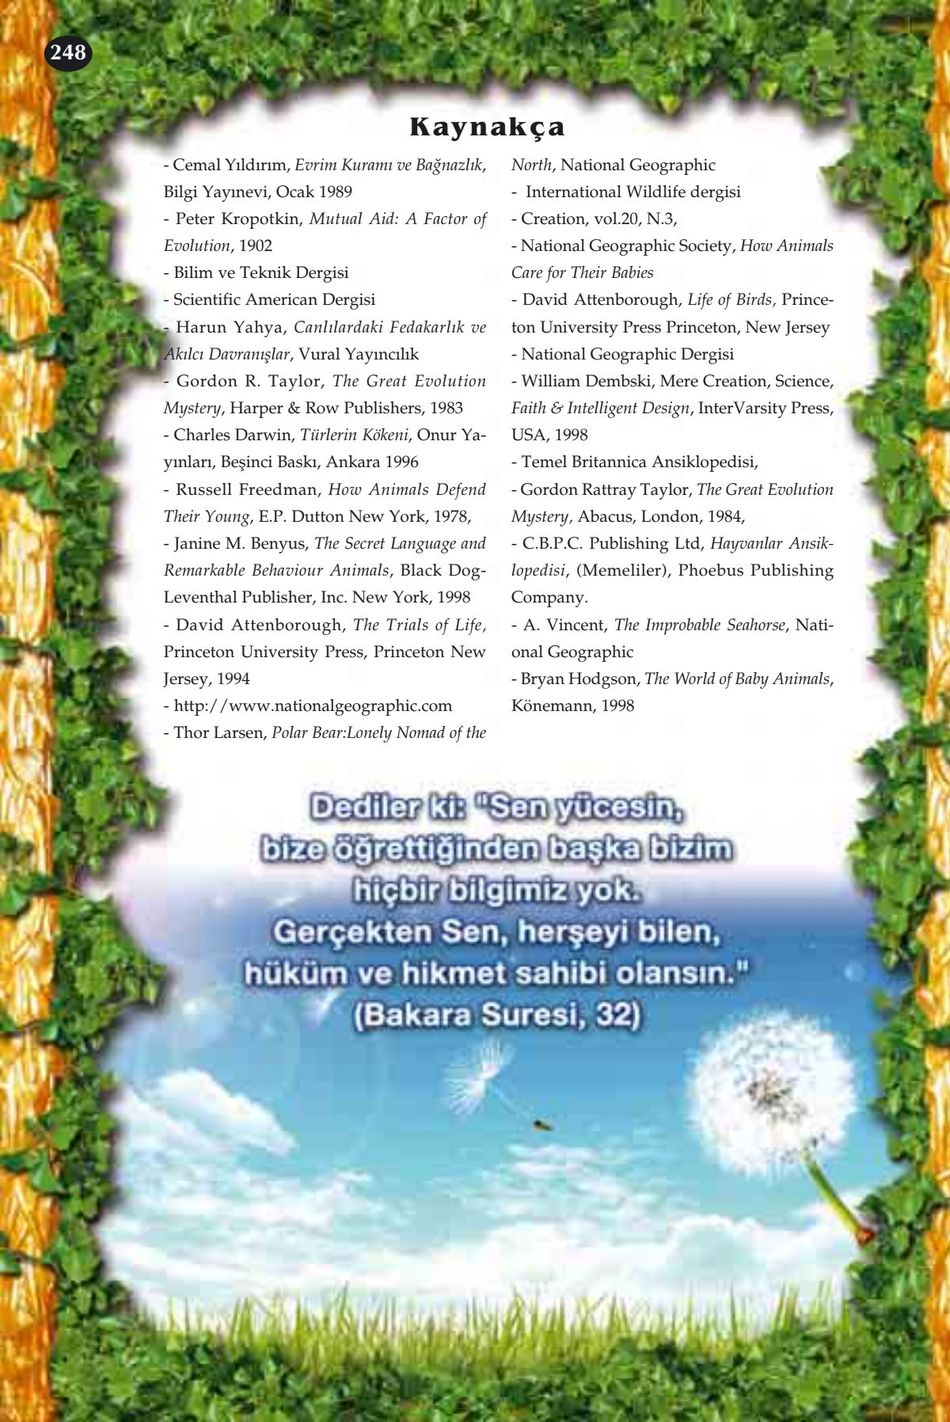 248
Kaynakça
- Cemal Yıldırım, Evrim Kuramı ve Bağnazlık,
Bilgi Yayınevi, Ocak 1989
- Peter Kropotkin, Mutual Aid: A Factor of
Evolution, 1902
- Bilim ve Teknik Dergisi
- Scientific American Dergisi
- Harun Yahya, Canlılardaki Fedakarlık ve
Akılcı Davranışlar, Vural Yayıncılık
- Gordon R. Taylor, The Great Evolution
Mystery, Harper & Row Publishers, 1983
- Charles Darwin, Türlerin Kökeni, Onur Ya-
yınları, Beşinci Baskı, Ankara 1996
- Russell Freedman, How Animals Defend
Their Young, E.P. Dutton New York, 1978,
- Janine M. Benyus, The Secret Language and
Remarkable Behaviour Animals, Black Dog-
Leventhal Publisher, Inc. New York, 1998
- David Attenborough, The Trials of Life,
Princeton University Press, Princeton New
Jersey, 1994
- http://www.nationalgeographic.com
- Thor Larsen, Polar Bear:Lonely Nomad of the
North, National Geographic
- International Wildlife dergisi
- Creation, vol.20, N.3,
- National Geographic Society, How Animals
Care for Their Babies
- David Attenborough, Life of Birds, Prince-
ton University Press Princeton, New Jersey
- National Geographic Dergisi
- William Dembski, Mere Creation, Science,
Faith & Intelligent Design, InterVarsity Press,
USA, 1998
- Temel Britannica Ansiklopedisi,
- Gordon Rattray Taylor, The Great Evolution
Mystery, Abacus, London, 1984,
- C.B.P.C. Publishing Ltd, Hayvanlar Ansik-
lopedisi, (Memeliler), Phoebus Publishing
Company.
- A. Vincent, The Improbable Seahorse, Nati-
onal Geographic
- Bryan Hodgson, The World of Baby Animals,
Könemann, 1998
Dediler ki: "Sen yücesin,
bize öğrettiğinden başka bizim
hiçbir bilgimiz yok.
Gerçekten Sen, herşeyi bilen,
hüküm ve hikmet sahibi olansın."
(Bakara Suresi, 32)